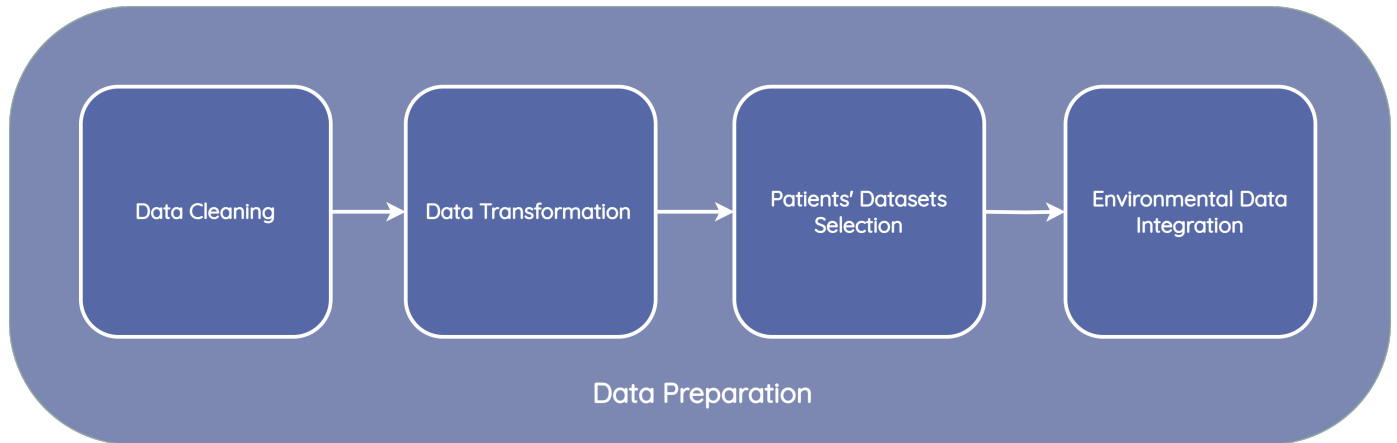 Data Cleaning
Data Transformation
Patients' Datasets
Selection
Environmental Data
Integration
Data Preparation